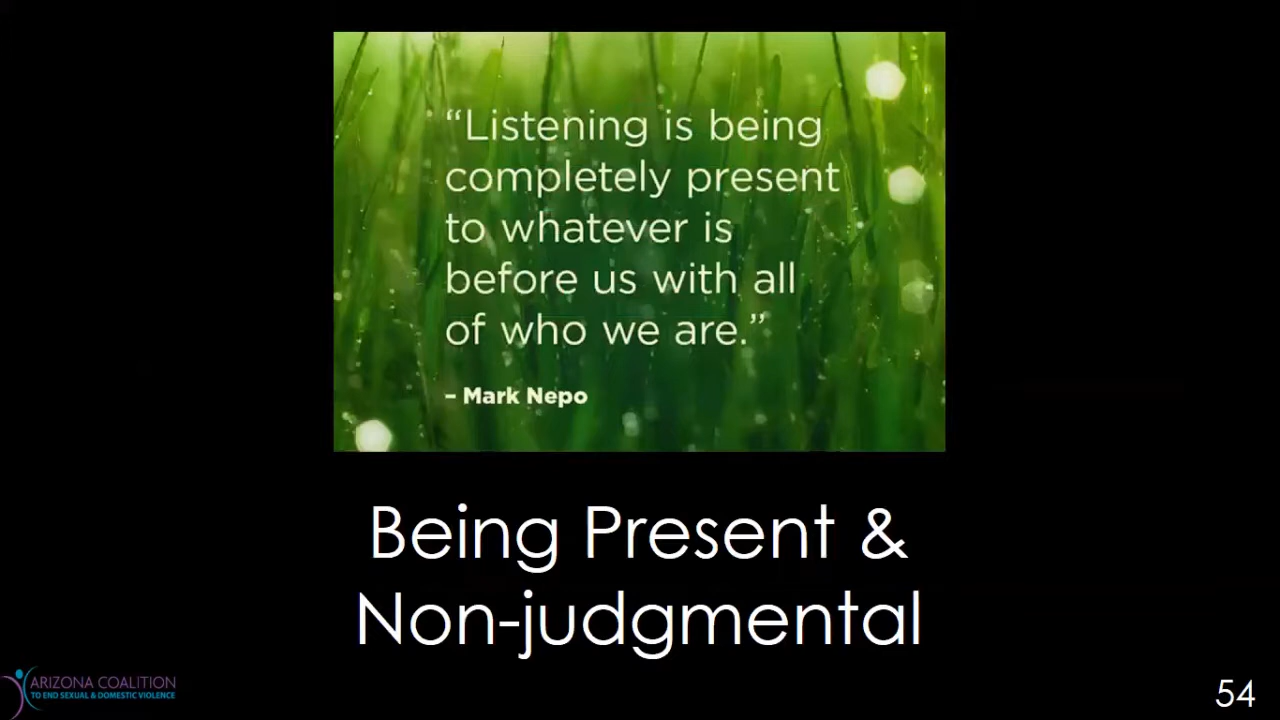 “Listening is being
completely present
to whatever is
before us with all
of who we are.”
– Mark Nepo
Being Present &
Non-judgmental
ARIZONA COALITION
TO END SEXUAL & DOMESTIC VIOLENCE
54